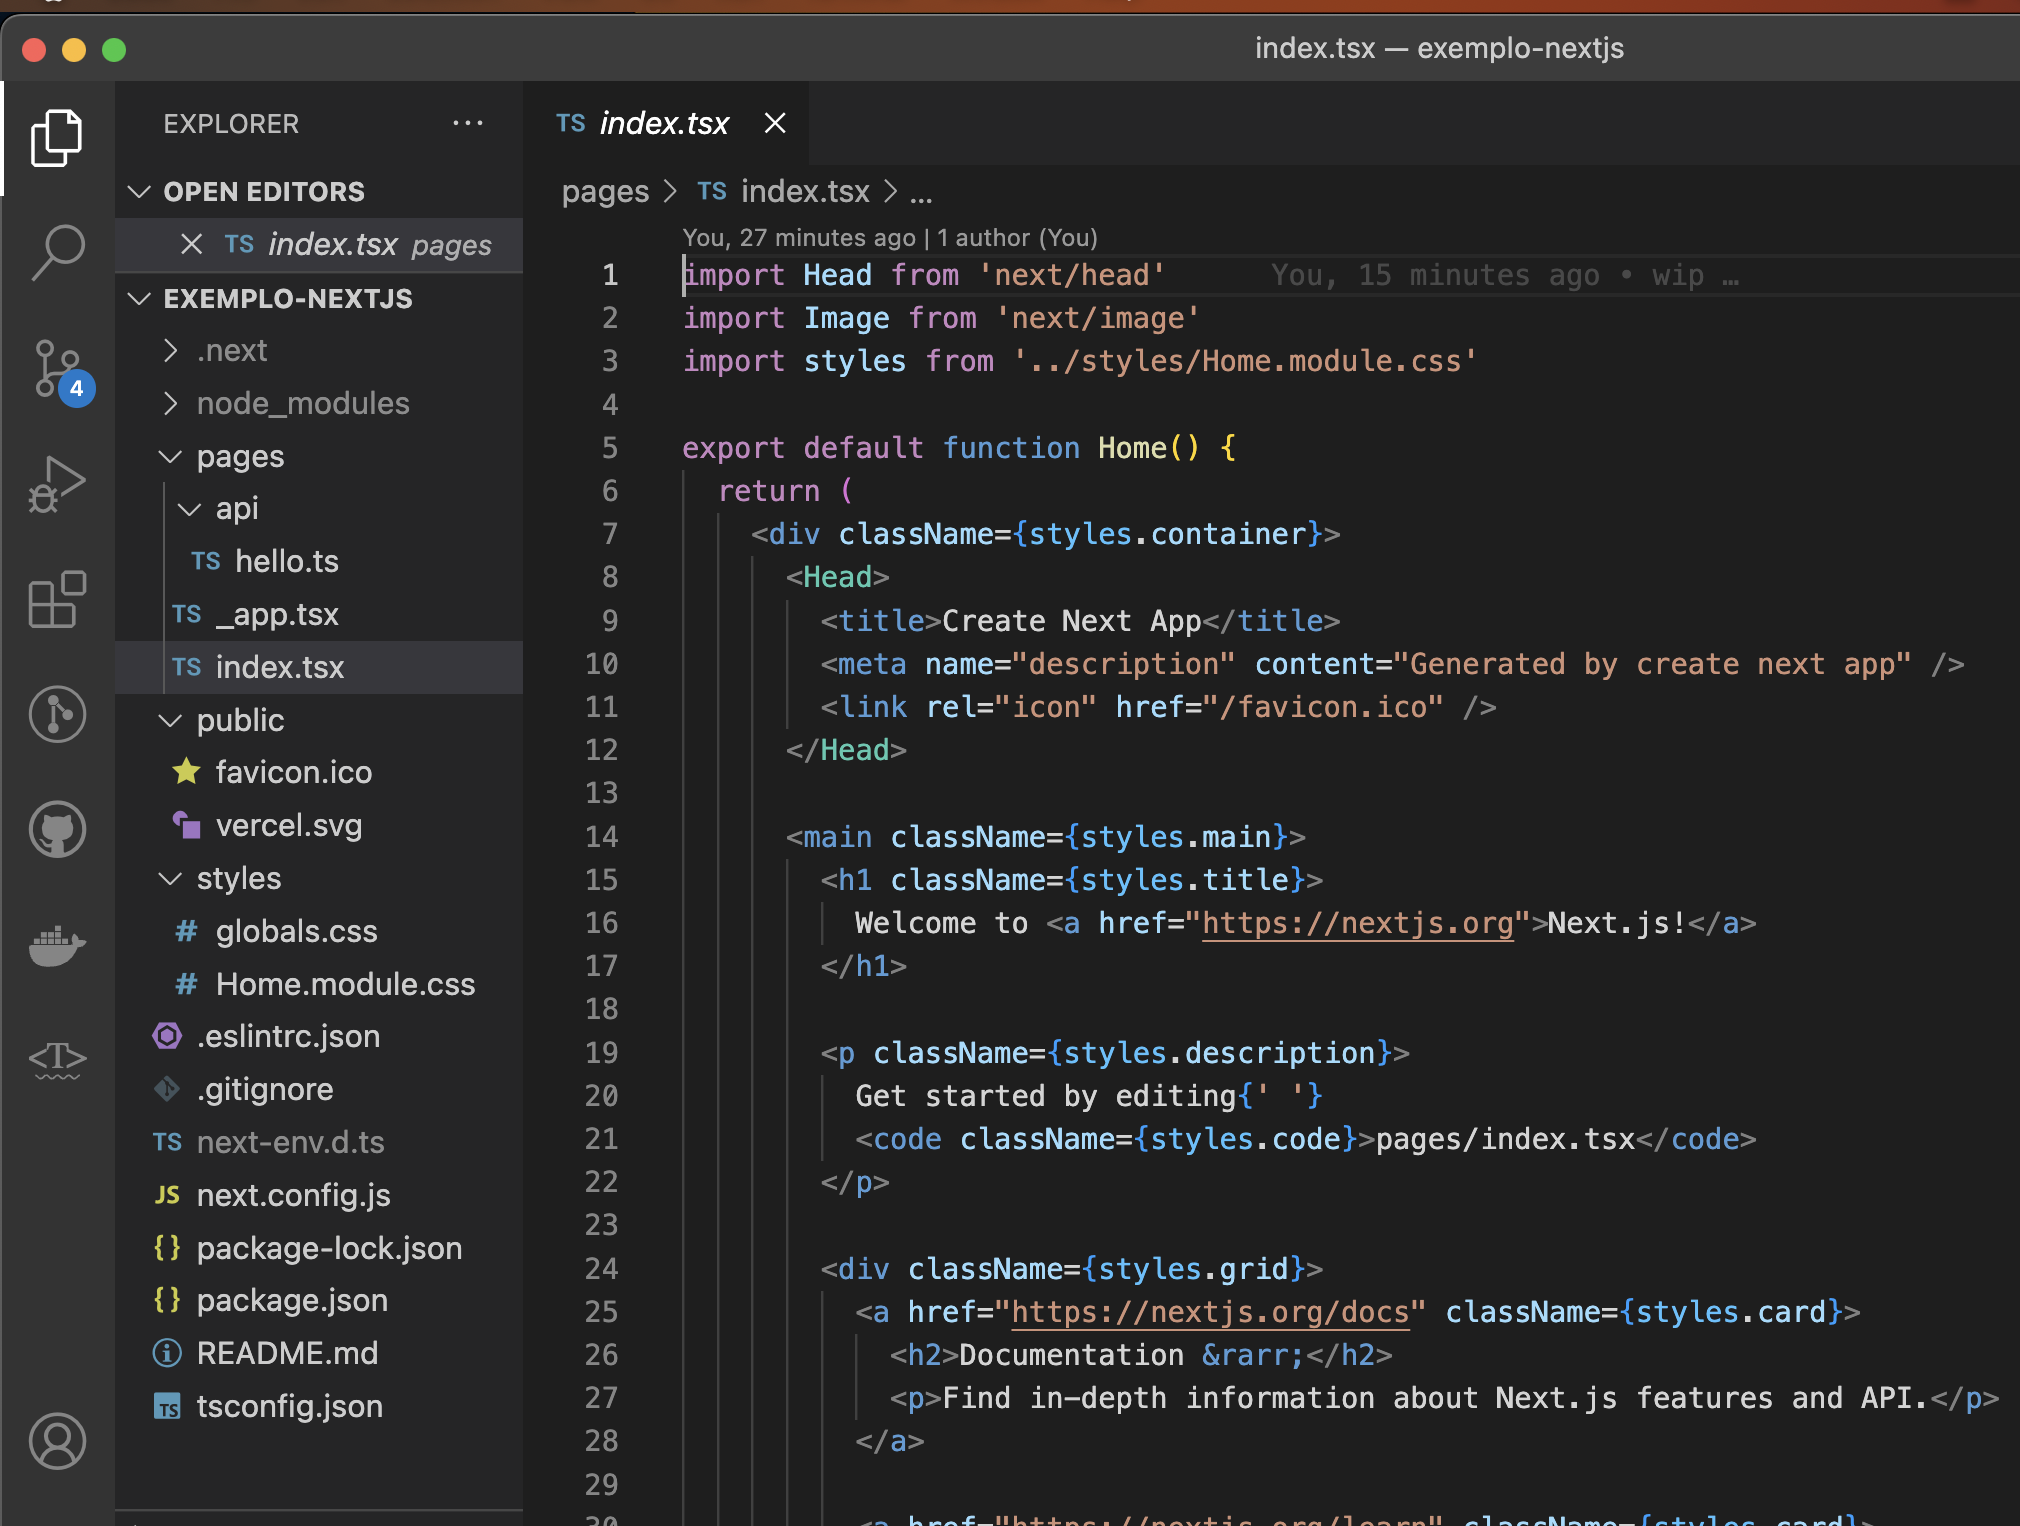 index.tsx — exemplo-nextjs
EXPLORER
OPEN EDITORS
TS index.tsx pages
EXEMPLO-NEXTJS
.next
node_modules
pages
api
TS hello.ts
TS _app.tsx
TS index.tsx
public
favicon.ico
vercel.svg
styles
# globals.css
# Home.module.css
.eslintrc.json
.gitignore
TS next-env.d.ts
JS next.config.js
{} package-lock.json
{} package.json
README.md
TS tsconfig.json
4
TS index.tsx
pages > TS index.tsx > ...
You, 27 minutes ago | 1 author (You)
1 import Head from 'next/head' You, 15 minutes ago • wip …
2 import Image from 'next/image'
3 import styles from '../styles/Home.module.css'
4
5 export default function Home() {
6 return (
7 <div className={styles.container}>
8 <Head>
9 <title>Create Next App</title>
10 <meta name="description" content="Generated by create next app" />
11 <link rel="icon" href="/favicon.ico" />
12 </Head>
13
14 <main className={styles.main}>
15 <h1 className={styles.title}>
16 Welcome to <a href="https://nextjs.org">Next.js!</a>
17 </h1>
18
19 <p className={styles.description}>
20 Get started by editing{' '}
21 <code className={styles.code}>pages/index.tsx</code>
22 </p>
23
24 <div className={styles.grid}>
25 <a href="https://nextjs.org/docs" className={styles.card}>
26 <h2>Documentation &rarr;</h2>
27 <p>Find in-depth information about Next.js features and API.</p>
28 </a>
29
30 <a href="https://nextjs.org/learn" className={styles.card}>